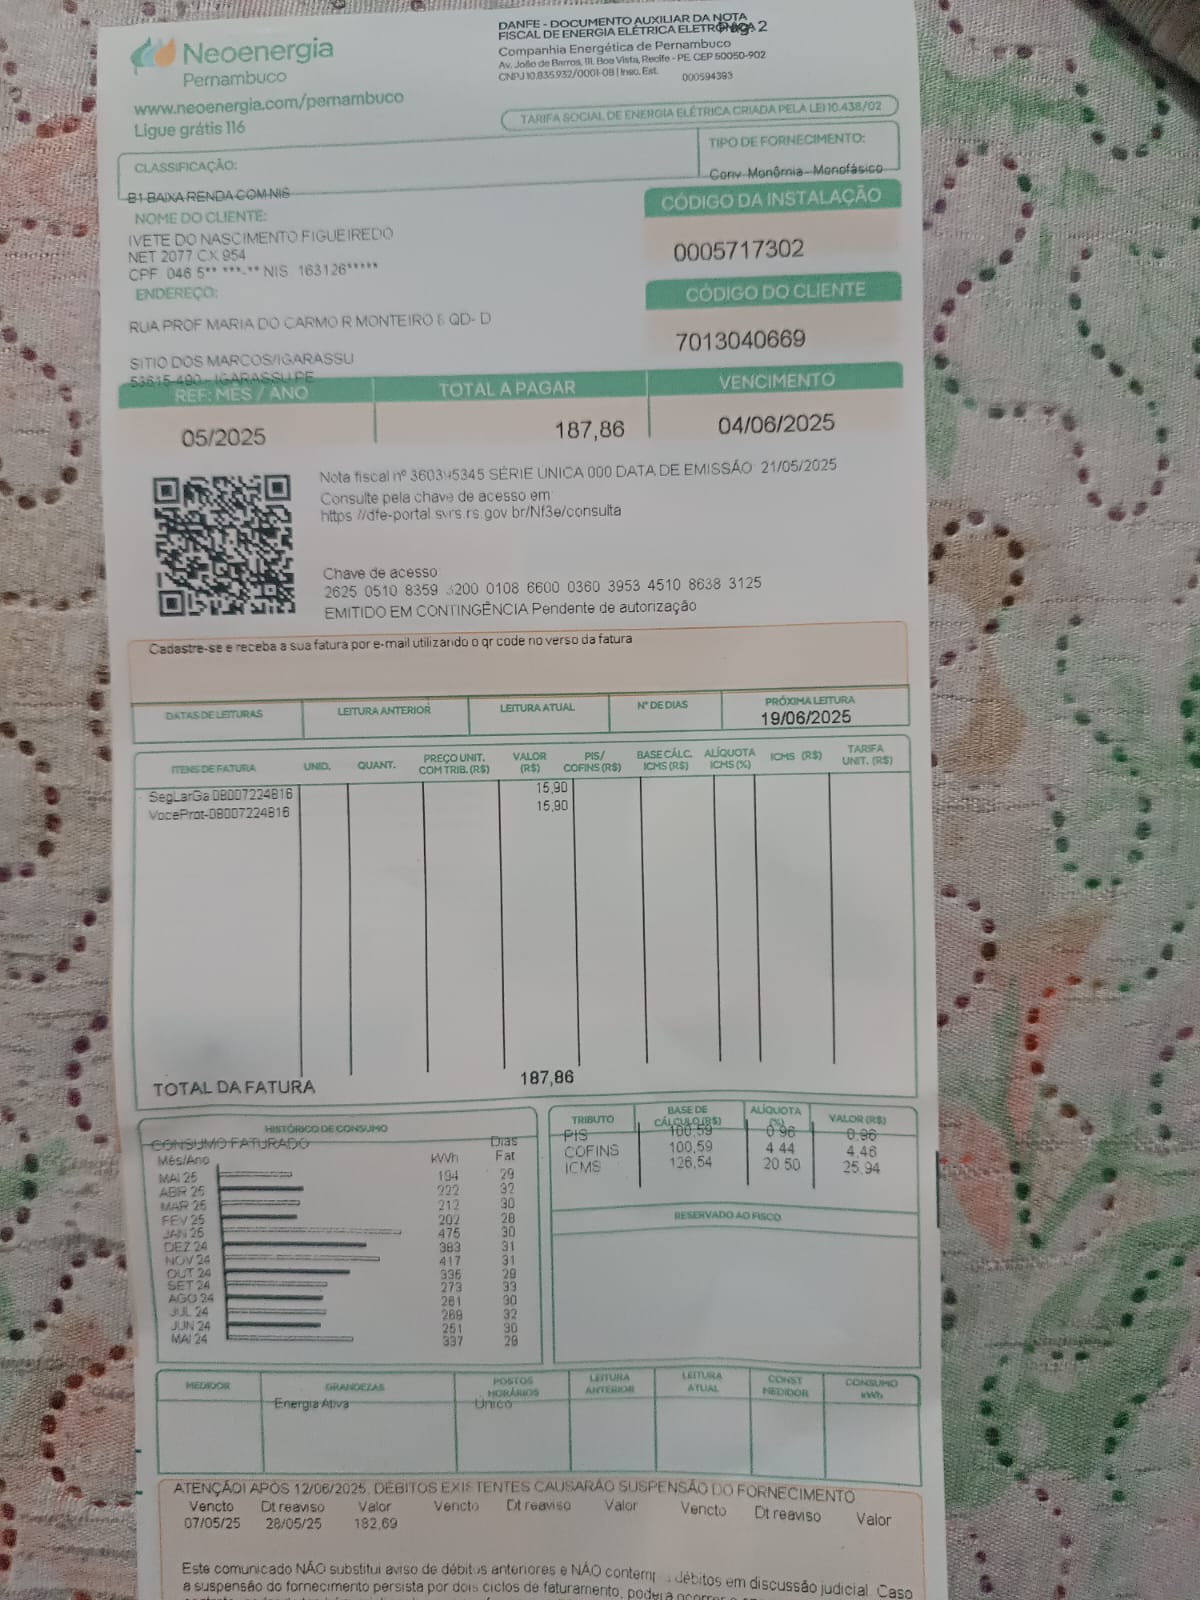 Neoenergia
Pernambuco
www.neoenergia.com/pernambuco
Ligue grátis 116
DANFE - DOCUMENTO AUXILIAR DA NOTA
FISCAL DE ENERGIA ELÉTRICA ELETRÔNICA
Pág 2
Companhia Energética de Pernambuco
Av. João de Barros, 111, Boa Vista, Recife - PE, CEP 50050-902
CNPJ 10.835.932/0001-08 | Insc. Est. 000594393
TARIFA SOCIAL DE ENERGIA ELÉTRICA CRIADA PELA LEI 10.438/02
CLASSIFICAÇÃO:
B1 BAIXA RENDA COM NIS
TIPO DE FORNECIMENTO:
Conv. Monômia - Monofásico
NOME DO CLIENTE:
IVETE DO NASCIMENTO FIGUEIREDO
NET 2077 CX 954
CPF 046 5** ***-** NIS 163126*****
ENDEREÇO:
RUA PROF MARIA DO CARMO R MONTEIRO QD- D
SITIO DOS MARCOS/IGARASSU
53615-490 - IGARASSU PE
CÓDIGO DA INSTALAÇÃO
0005717302
CÓDIGO DO CLIENTE
7013040669
REF: MÊS / ANO TOTAL A PAGAR VENCIMENTO
05/2025 187,86 04/06/2025
Nota fiscal nº SÉRIE ÚNICA 000 DATA DE EMISSÃO 21/05/2025
Consulte pela chave de acesso em:
https //dfe-portal svrs rs gov br/Nf3e/consulta
Chave de acesso
2625 0510 8359 3200 0108 6600 0360 3953 4510 8638 3125
EMITIDO EM CONTINGÊNCIA Pendente de autorização
Cadastre-se e receba a sua fatura por e-mail utilizando o qr code no verso da fatura
DATAS DE LEITURAS LEITURA ANTERIOR LEITURA ATUAL Nº DE DIAS PRÓXIMA LEITURA
19/06/2025
ITENS DE FATURA UNID. QUANT. PREÇO UNIT. COM TRIB. (R$) VALOR (R$) PIS/ COFINS (R$) BASE CÁLC. ICMS (R$) ALÍQUOTA ICMS (%) ICMS (R$) TARIFA UNIT. (R$)
SegLarGa 08007224816 15,90
VoceProt-08007224816 15,90
TOTAL DA FATURA 187,86
HISTÓRICO DE CONSUMO
CONSUMO FATURADO
Mês/Ano kWh Dias Fat
MAI 25 194 29
ABR 25 222 32
MAR 25 212 30
FEV 25 202 28
JAN 25 475 30
DEZ 24 383 31
NOV 24 417 31
OUT 24 335 29
SET 24 273 33
AGO 24 261 30
JUL 24 269 32
JUN 24 251 30
MAI 24 337 29
TRIBUTO BASE DE CÁLCULO (R$) ALÍQUOTA (%) VALOR (R$)
PIS 100,59 0 96 0,96
COFINS 100,59 4 44 4,46
ICMS 126,54 20 50 25,94
RESERVADO AO FISCO
MEDIDOR GRANDEZAS POSTOS HORÁRIOS LEITURA ANTERIOR LEITURA ATUAL CONST MEDIDOR CONSUMO kWh
Energia Ativa Único
ATENÇÃO! APÓS 12/06/2025, DÉBITOS EXISTENTES CAUSARÃO SUSPENSÃO DO FORNECIMENTO
Vencto Dt reaviso Valor Vencto Dt reaviso Valor Vencto Dt reaviso Valor
07/05/25 28/05/25 182,69
Este comunicado NÃO substitui aviso de débitos anteriores e NÃO débitos em discussão judicial. Caso
a suspensão do fornecimento persista por dois ciclos de faturamento, poderá